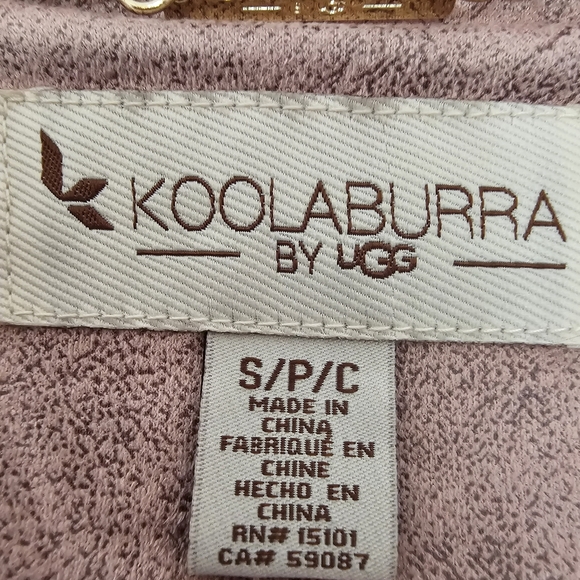 KOOLABURRA
BY UGG
S/P/C
MADE IN
CHINA
FABRIQUÉ EN
CHINE
HECHO EN
CHINA
RN# 15101
CA# 59087